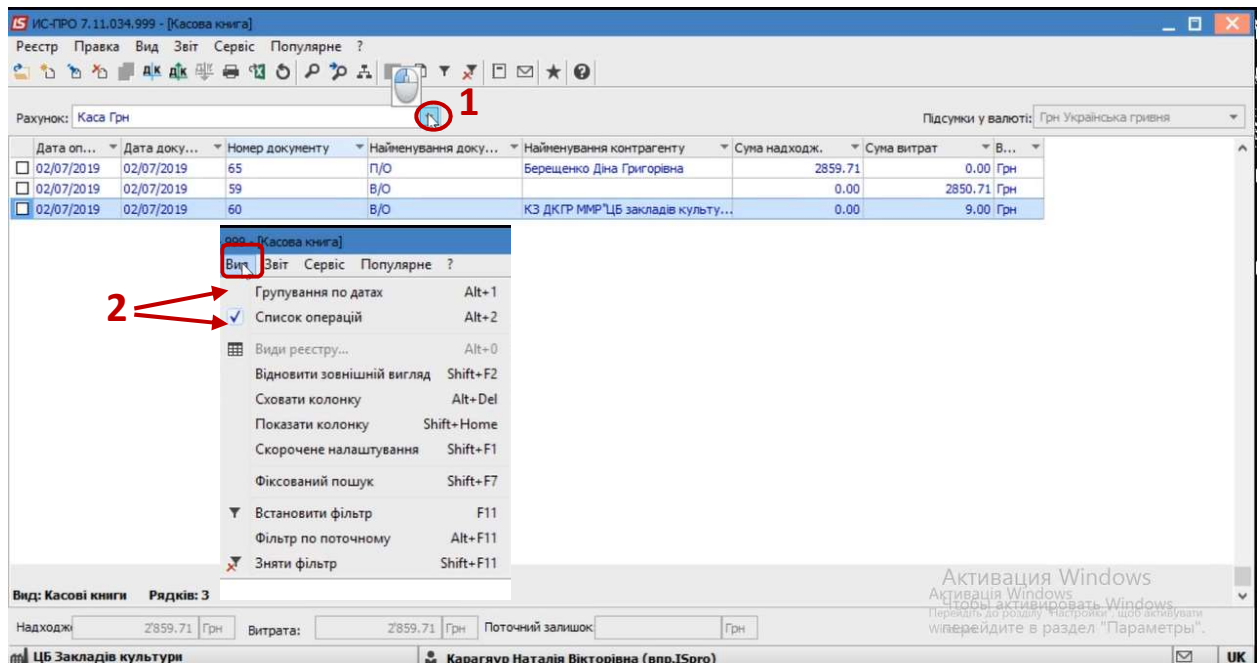 ИС-ПРО 7.11.034.999 - [Касова книга]
Реєстр Правка Вид Звіт Сервіс Популярне ?
1
Рахунок: Каса Грн Підсумки у валюті: Грн Українська гривня
Дата оп... Дата доку... Номер документу Найменування доку... Найменування контрагенту Сума надходж. Сума витрат В...
02/07/2019 02/07/2019 65 П/О Берещенко Діна Григорівна 2859.71 0.00 Грн
02/07/2019 02/07/2019 59 В/О 0.00 2850.71 Грн
02/07/2019 02/07/2019 60 В/О КЗ ДКГР ММР"ЦБ закладів культу... 0.00 9.00 Грн
999 - [Касова книга]
Вид Звіт Сервіс Популярне ?
2
Групування по датах Alt+1
Список операцій Alt+2
Види реєстру... Alt+0
Відновити зовнішній вигляд Shift+F2
Сховати колонку Alt+Del
Показати колонку Shift+Home
Скорочене налаштування Shift+F1
Фіксований пошук Shift+F7
Встановити фільтр F11
Фільтр по поточному Alt+F11
Зняти фільтр Shift+F11
Активация Windows
Вид: Касові книги Рядків: 3 Активація Windows
Чтобы активировать Windows,
перейдите в раздел "Параметры".
Надходж 2'859.71 Грн Витрата: 2'859.71 Грн Поточний залишок: Грн
ЦБ Закладів культури Карагяур Наталія Вікторівна (впр.ISpro) UK